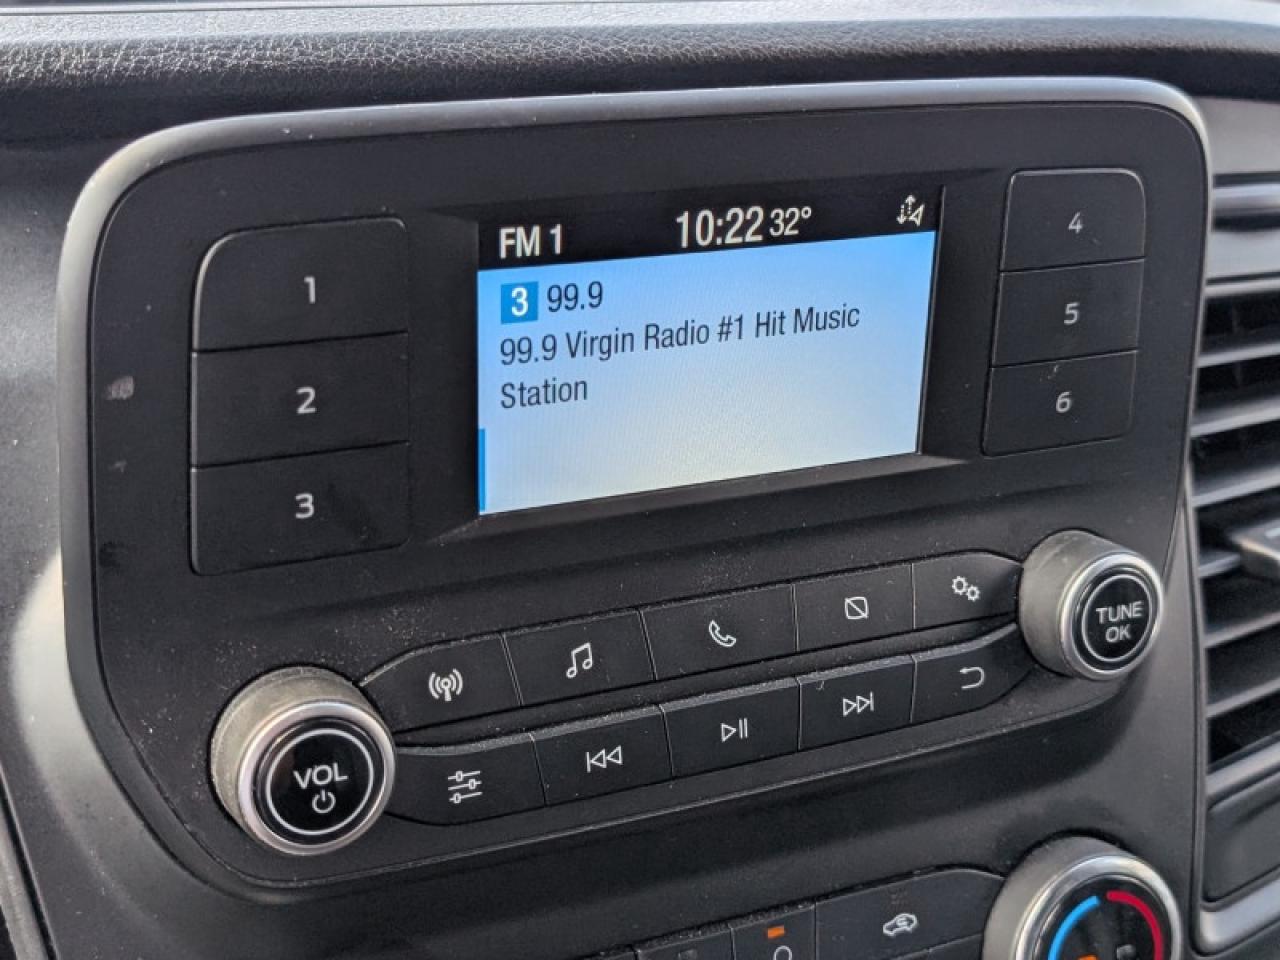 FM 1 10:22 32°
3 99.9
99.9 Virgin Radio #1 Hit Music
Station
1
2
3
4
5
6
VOL
TUNE
OK